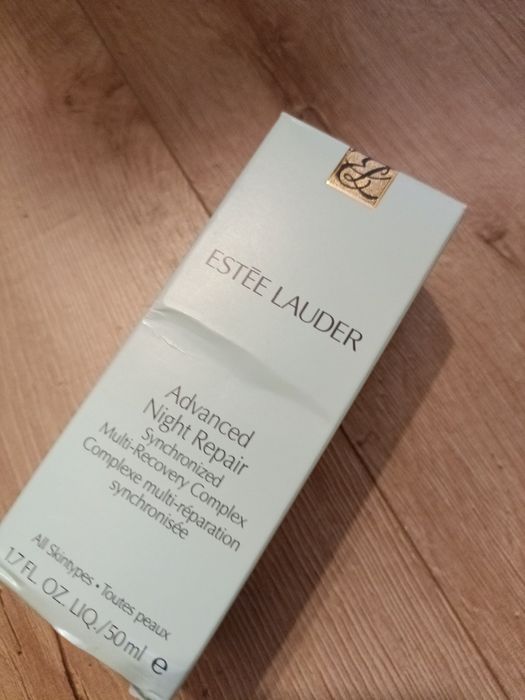 EL
ESTĒE LAUDER
Advanced
Night Repair
Synchronized
Multi-Recovery Complex
Complexe multi-réparation
synchronisée
All Skintypes • Toutes peaux
1.7 FL. OZ. LIQ./50 ml e